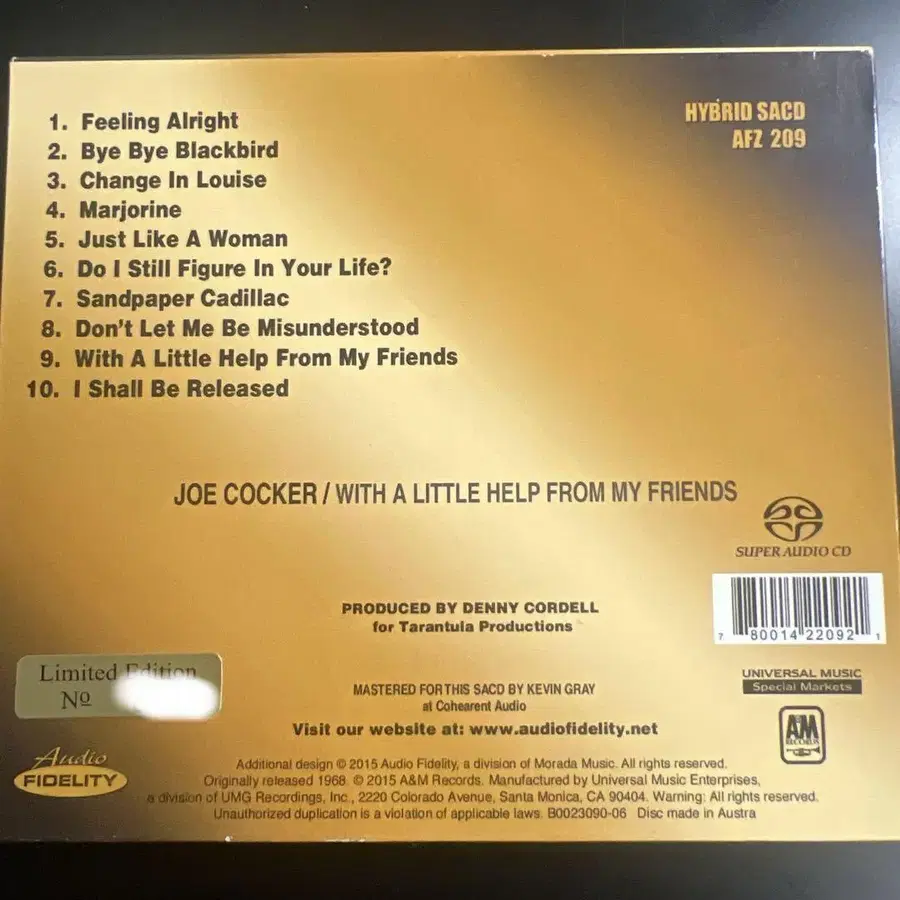 HYBRID SACD
AFZ 209
1. Feeling Alright
2. Bye Bye Blackbird
3. Change In Louise
4. Marjorine
5. Just Like A Woman
6. Do I Still Figure In Your Life?
7. Sandpaper Cadillac
8. Don't Let Me Be Misunderstood
9. With A Little Help From My Friends
10. I Shall Be Released
JOE COCKER / WITH A LITTLE HELP FROM MY FRIENDS
SUPER AUDIO CD
PRODUCED BY DENNY CORDELL
for Tarantula Productions
7 80014 22092 1
Limited Edition
Nº
MASTERED FOR THIS SACD BY KEVIN GRAY
at Cohearent Audio
Visit our website at: www.audiofidelity.net
UNIVERSAL MUSIC
Special Markets
A&M
RECORDS
Audio
FIDELITY
Additional design © 2015 Audio Fidelity, a division of Morada Music. All rights reserved.
Originally released 1968. © 2015 A&M Records. Manufactured by Universal Music Enterprises,
a division of UMG Recordings, Inc., 2220 Colorado Avenue, Santa Monica, CA 90404. Warning: All rights reserved.
Unauthorized duplication is a violation of applicable laws. B0023090-06 Disc made in Austra